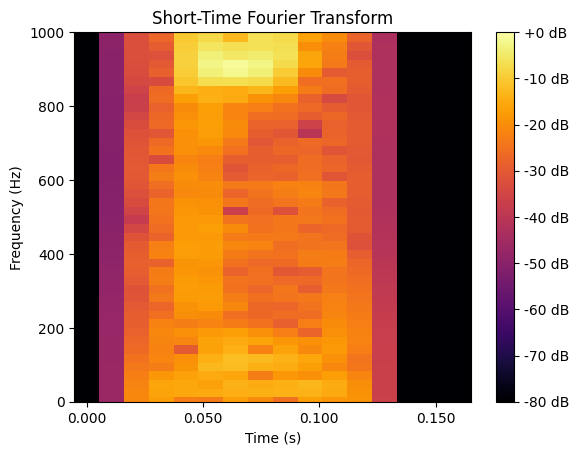 Short-Time Fourier Transform
1000
800
600
400
200
0
Frequency (Hz)
0.000
0.050
0.100
0.150
Time (s)
+0 dB
-10 dB
-20 dB
-30 dB
-40 dB
-50 dB
-60 dB
-70 dB
-80 dB